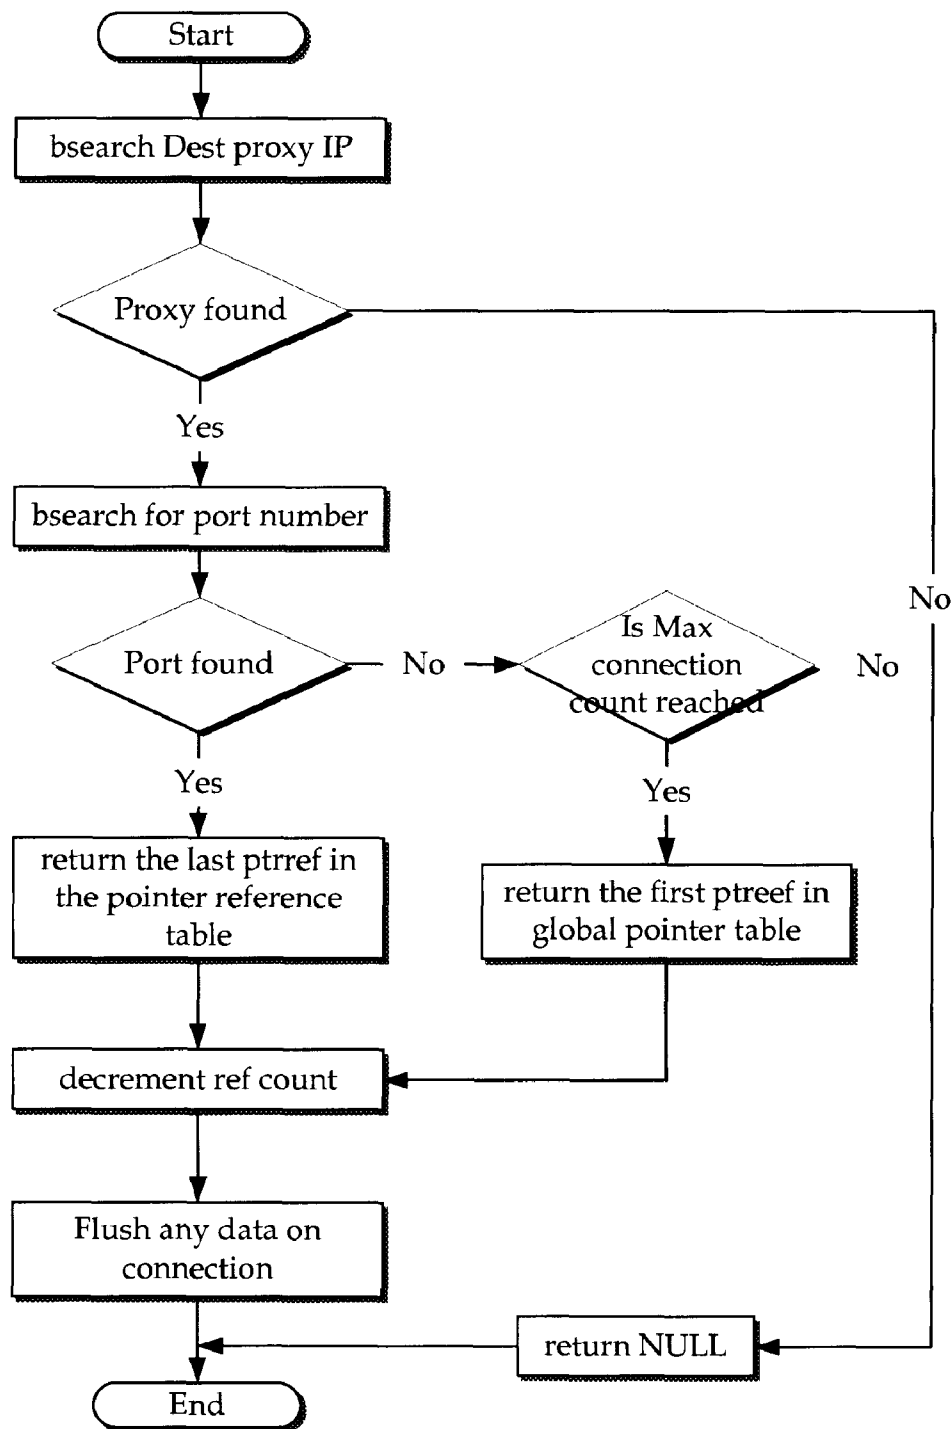 Start
bsearch Dest proxy IP
Proxy found
Yes
bsearch for port number
No
Port found
No
Is Max
connection
count reached
No
Yes
Yes
return the last ptrref in
the pointer reference
table
return the first ptreef in
global pointer table
decrement ref count
Flush any data on
connection
return NULL
End